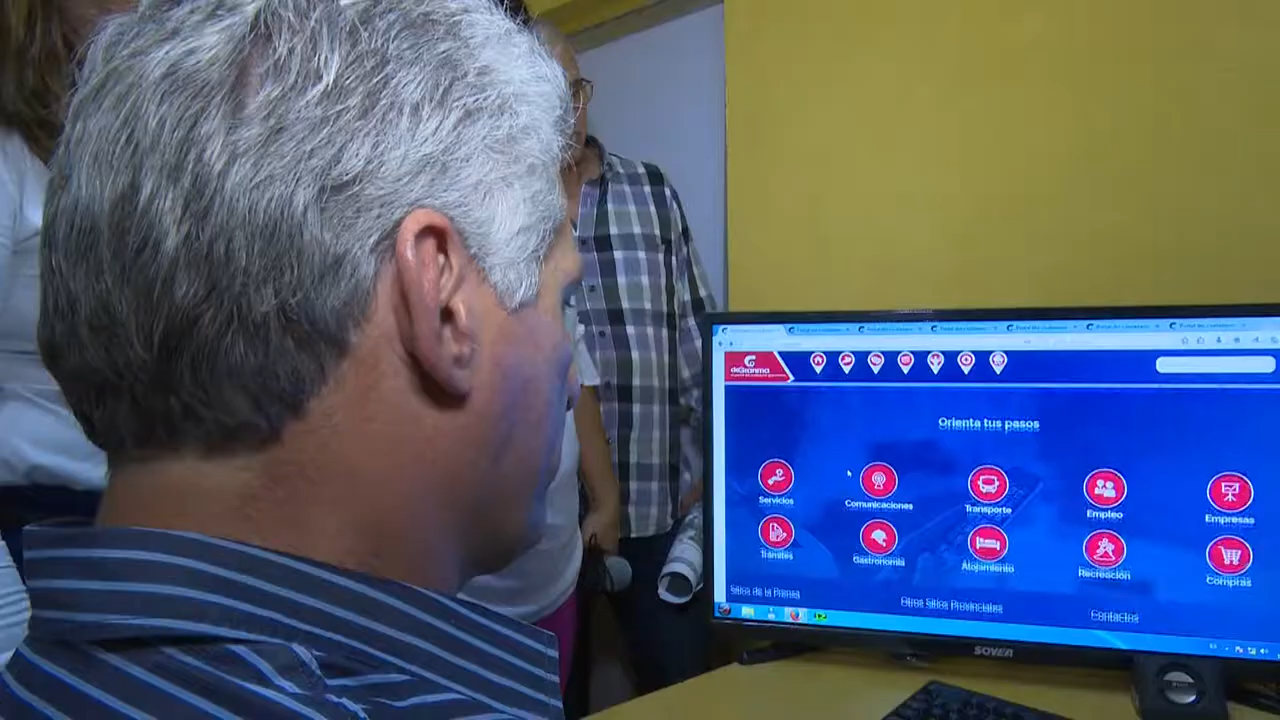 deGranma
Orienta tus pasos
Servicios
Comunicaciones
Transporte
Empleo
Empresas
Trámites
Gastronomía
Alojamiento
Recreación
Compras
Sitios de la Prensa
Otros Sitios Provinciales
Contactos
SOYEA